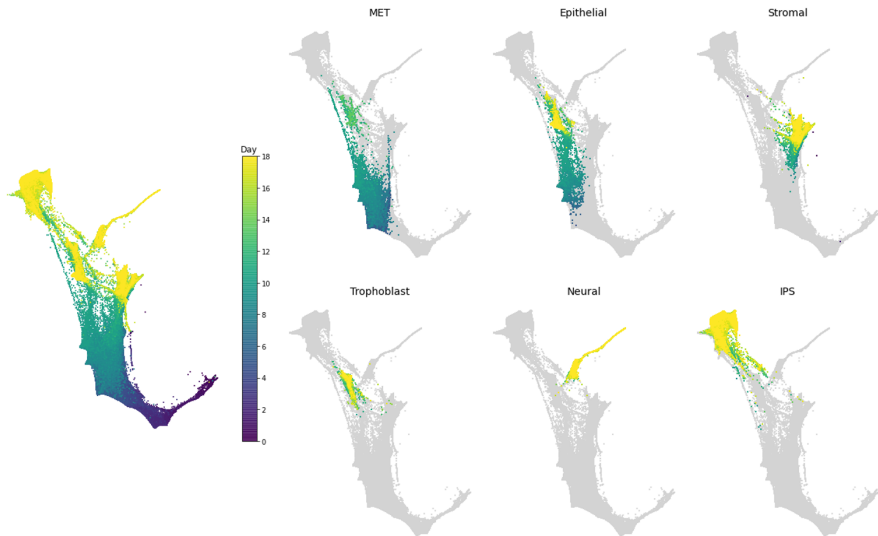 MET
Epithelial
Stromal
Day
18
16
14
12
10
8
6
4
2
0
Trophoblast
Neural
IPS